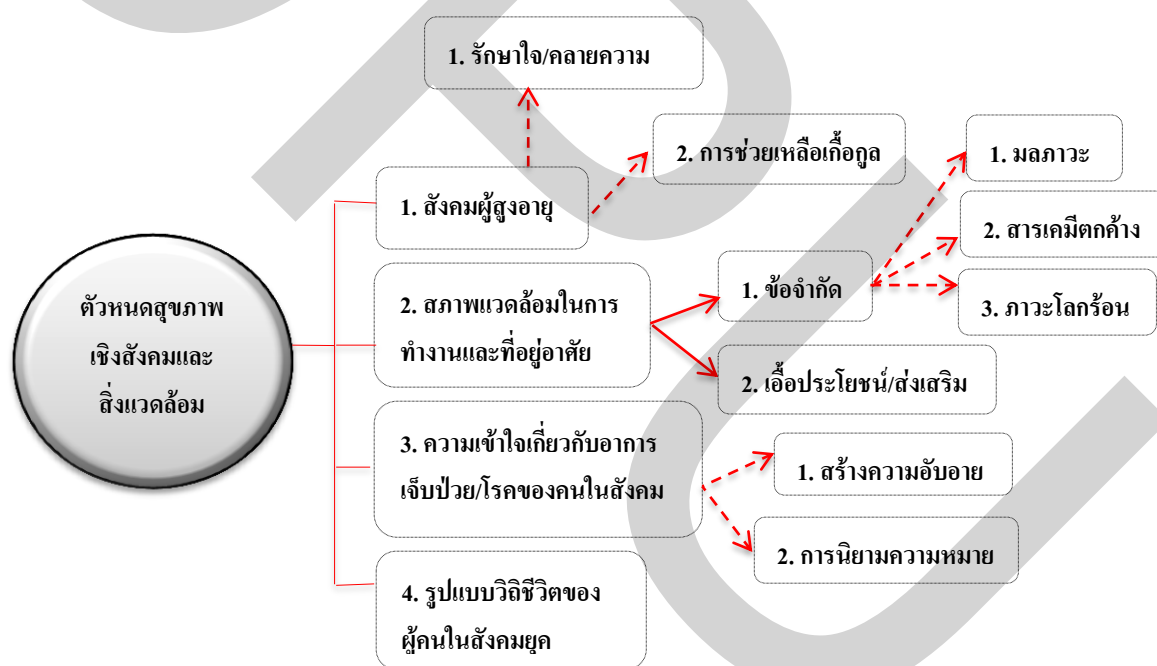 ตัวหนดสุขภาพ
เชิงสังคมและ
สิ่งแวดล้อม
1. สังคมผู้สูงอายุ
1. รักษาใจ/คลายความ
2. การช่วยเหลือเกื้อกูล
2. สภาพแวดล้อมในการ
ทำงานและที่อยู่อาศัย
1. ข้อจำกัด
1. มลภาวะ
2. สารเคมีตกค้าง
3. ภาวะโลกร้อน
2. เอื้อประโยชน์/ส่งเสริม
3. ความเข้าใจเกี่ยวกับอาการ
เจ็บป่วย/โรคของคนในสังคม
1. สร้างความอับอาย
2. การนิยามความหมาย
4. รูปแบบวิถิชีวิตของ
ผู้คนในสังคมยุค